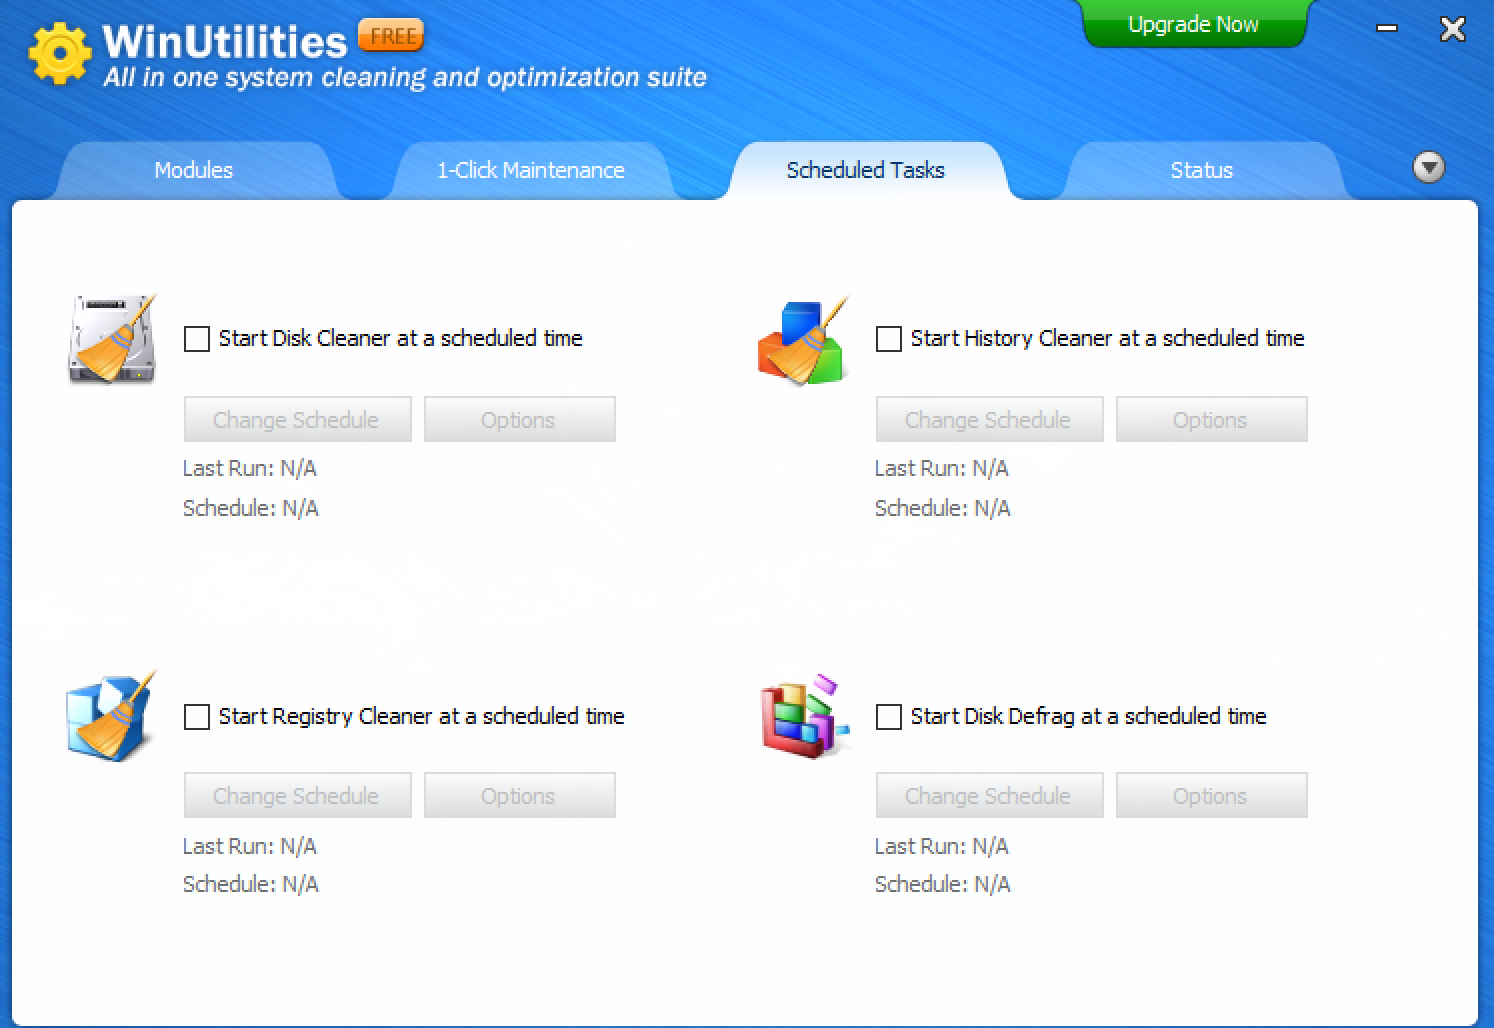 WinUtilities FREE
All in one system cleaning and optimization suite
Upgrade Now
Modules
1-Click Maintenance
Scheduled Tasks
Status
Start Disk Cleaner at a scheduled time
Change Schedule
Options
Last Run: N/A
Schedule: N/A
Start History Cleaner at a scheduled time
Change Schedule
Options
Last Run: N/A
Schedule: N/A
Start Registry Cleaner at a scheduled time
Change Schedule
Options
Last Run: N/A
Schedule: N/A
Start Disk Defrag at a scheduled time
Change Schedule
Options
Last Run: N/A
Schedule: N/A